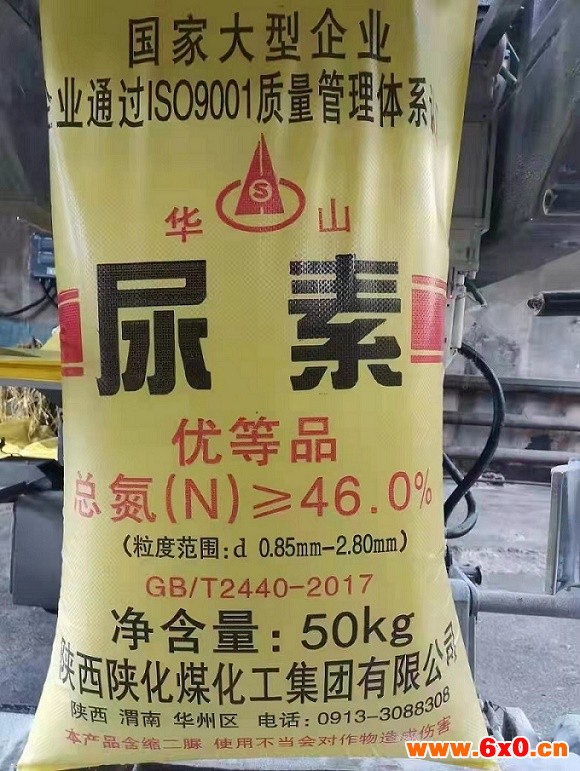 国家大型企业
企业通过ISO9001质量管理体系
S
华 山
尿素
优等品
总氮(N)≥46.0%
(粒度范围:d 0.85mm-2.80mm)
GB/T2440-2017
净含量:50kg
陕西陕化煤化工集团有限公司
陕西 渭南 华州区 电话:0913-3088308
本产品含缩二脲 使用不当会对作物造成伤害
www.6x0.cn